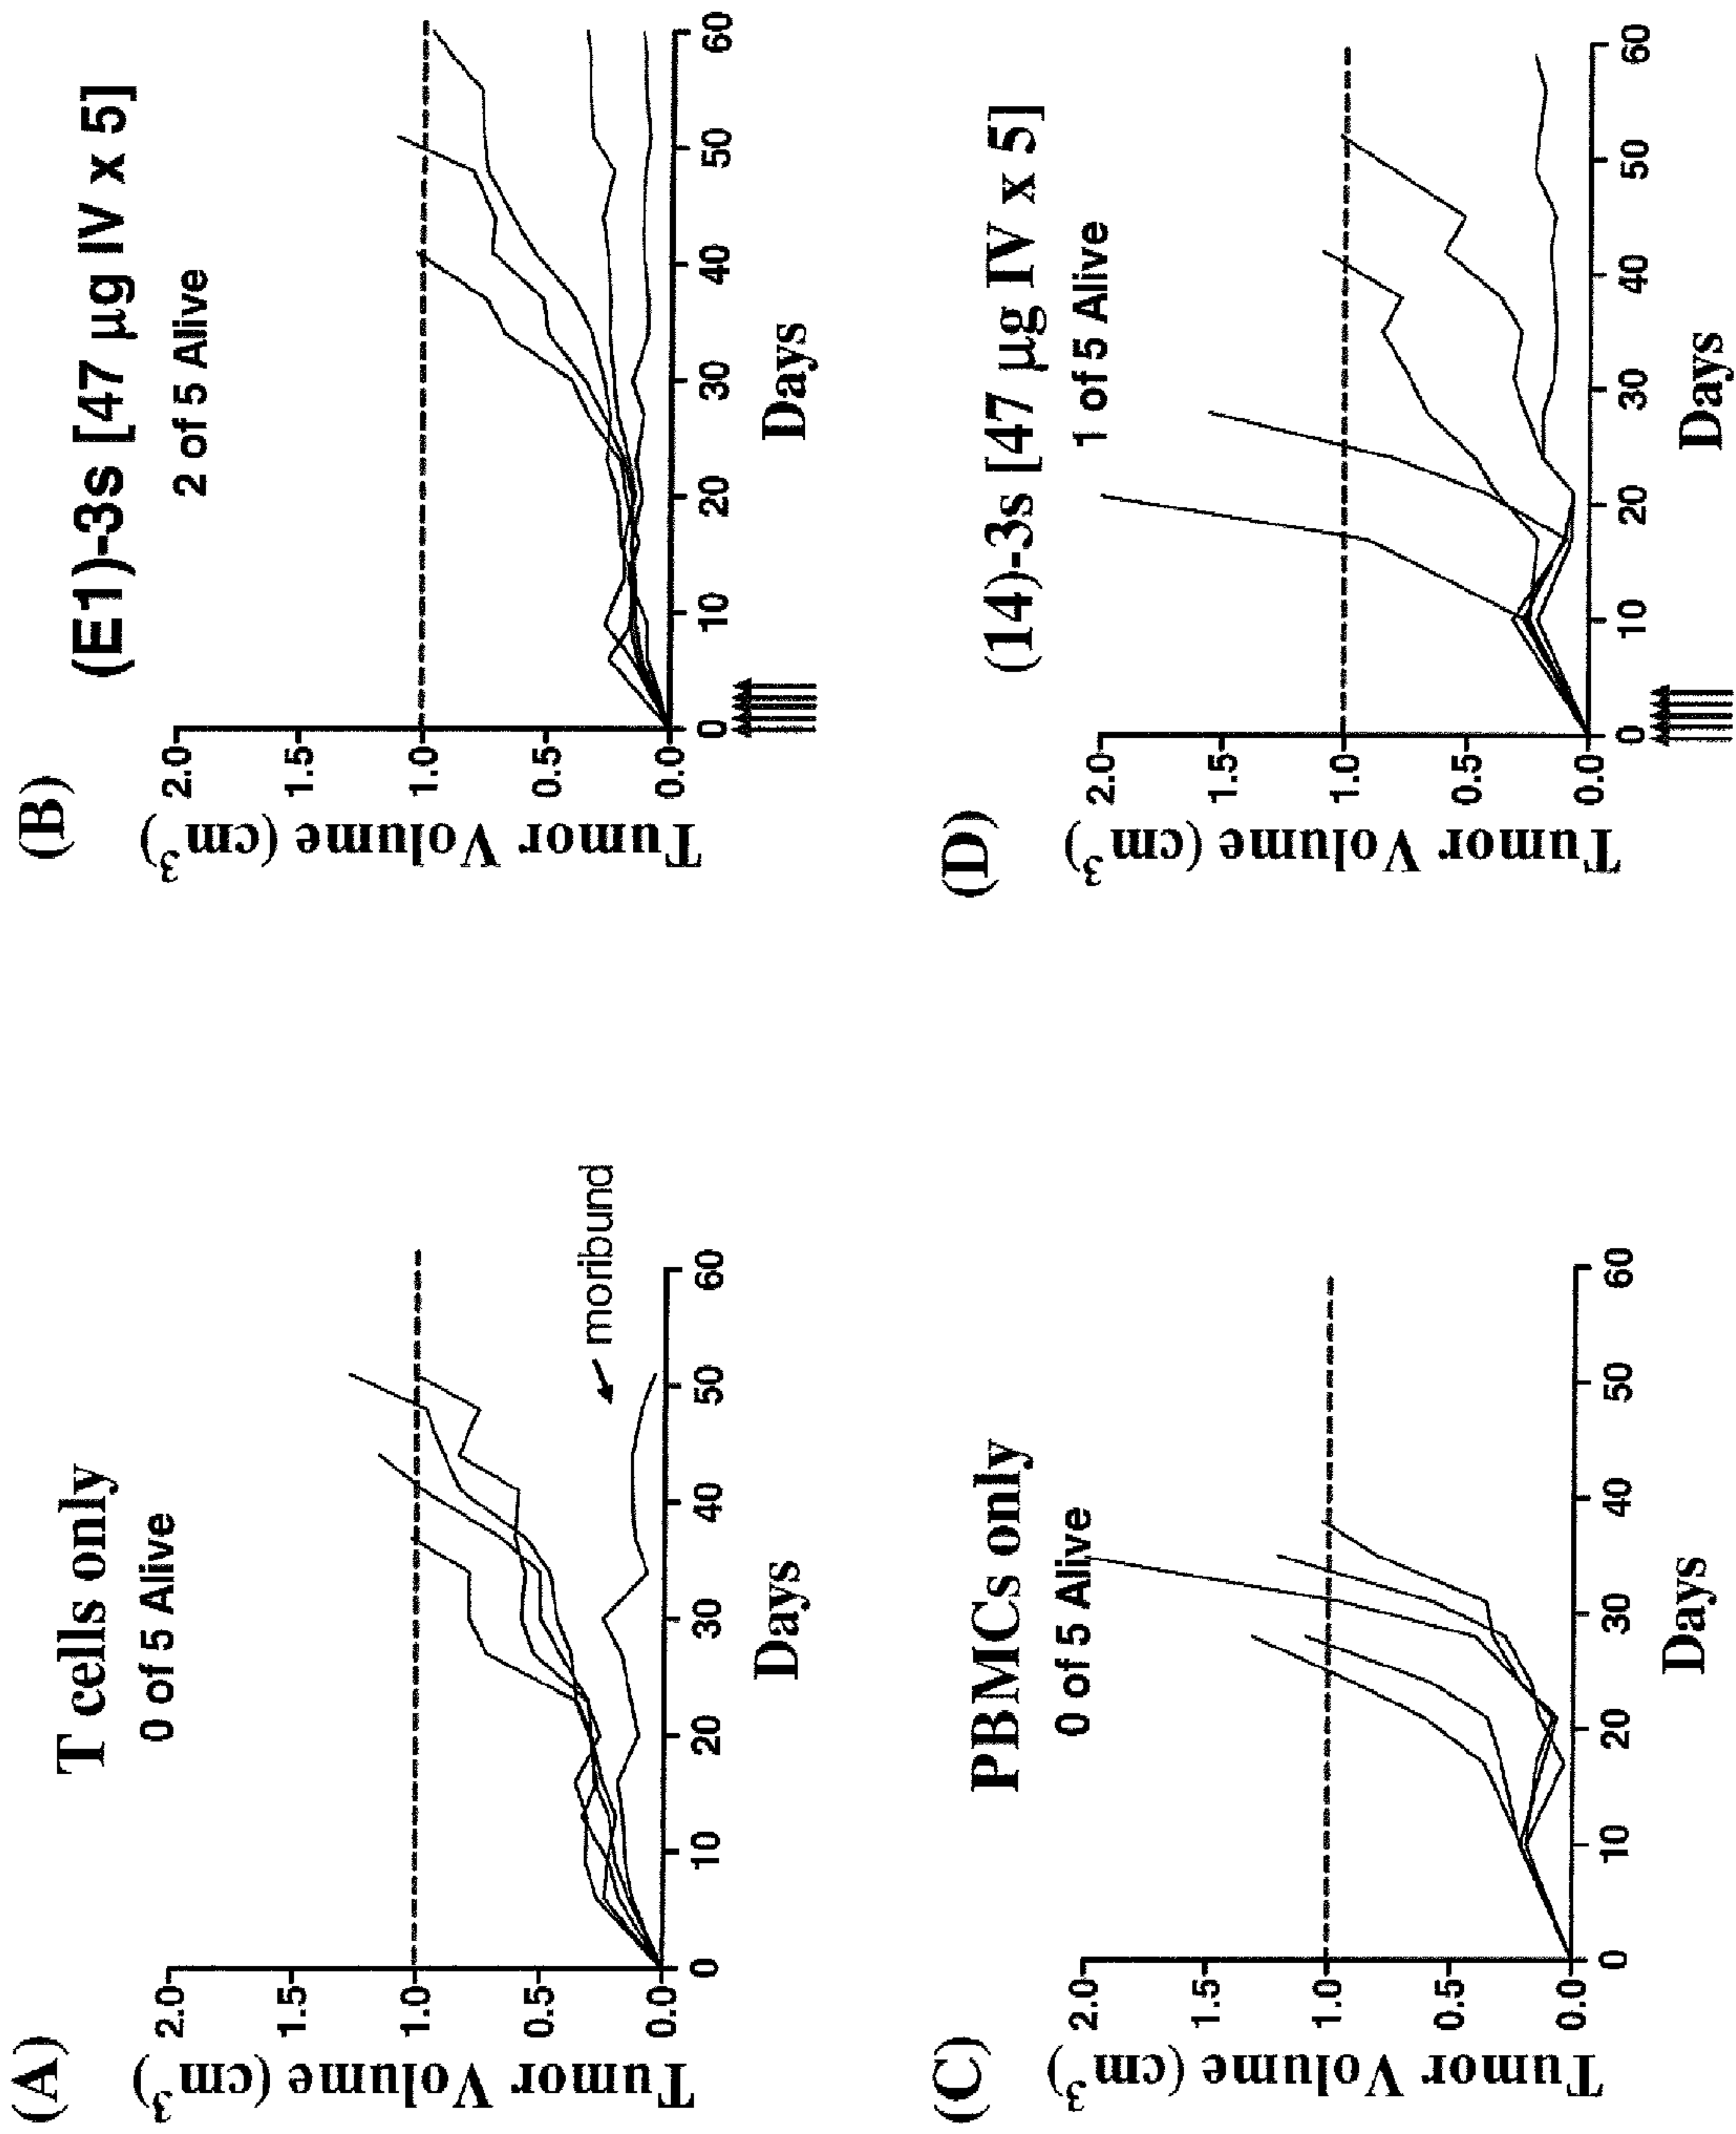 (A)
T cells only
0 of 5 Alive
Tumor Volume (cm3)
2.0
1.5
1.0
0.5
0.0
moribund
0 10 20 30 40 50 60
Days
(B)
(E1)-3s [47 µg IV x 5]
2 of 5 Alive
Tumor Volume (cm3)
2.0
1.5
1.0
0.5
0.0
0 10 20 30 40 50 60
Days
(C)
PBMCs only
0 of 5 Alive
Tumor Volume (cm3)
2.0
1.5
1.0
0.5
0.0
0 10 20 30 40 50 60
Days
(D)
(14)-3s [47 µg IV x 5]
1 of 5 Alive
Tumor Volume (cm3)
2.0
1.5
1.0
0.5
0.0
0 10 20 30 40 50 60
Days